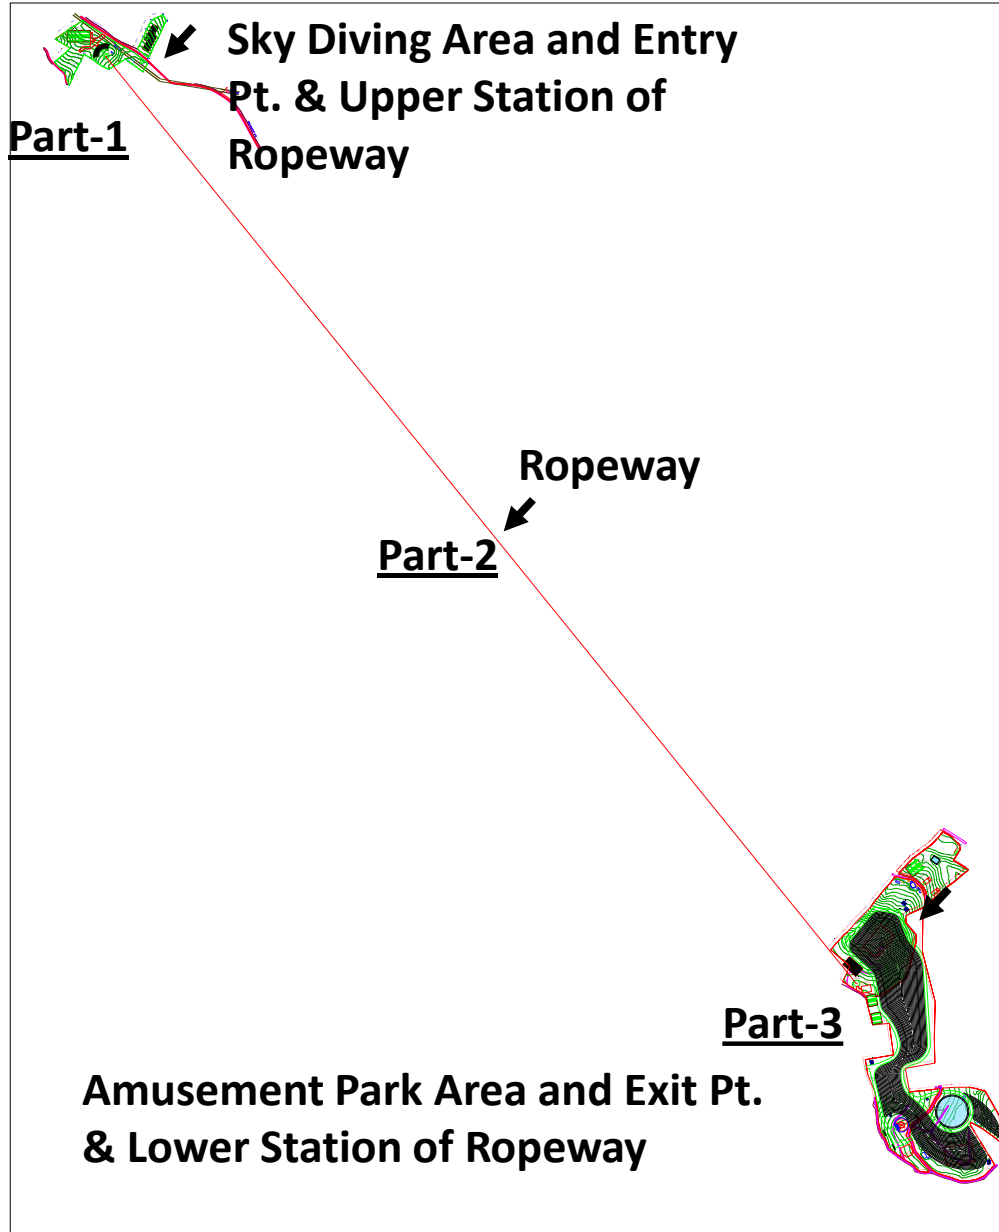 Sky Diving Area and Entry
Pt. & Upper Station of
Ropeway
Part-1
Ropeway
Part-2
Part-3
Amusement Park Area and Exit Pt.
& Lower Station of Ropeway